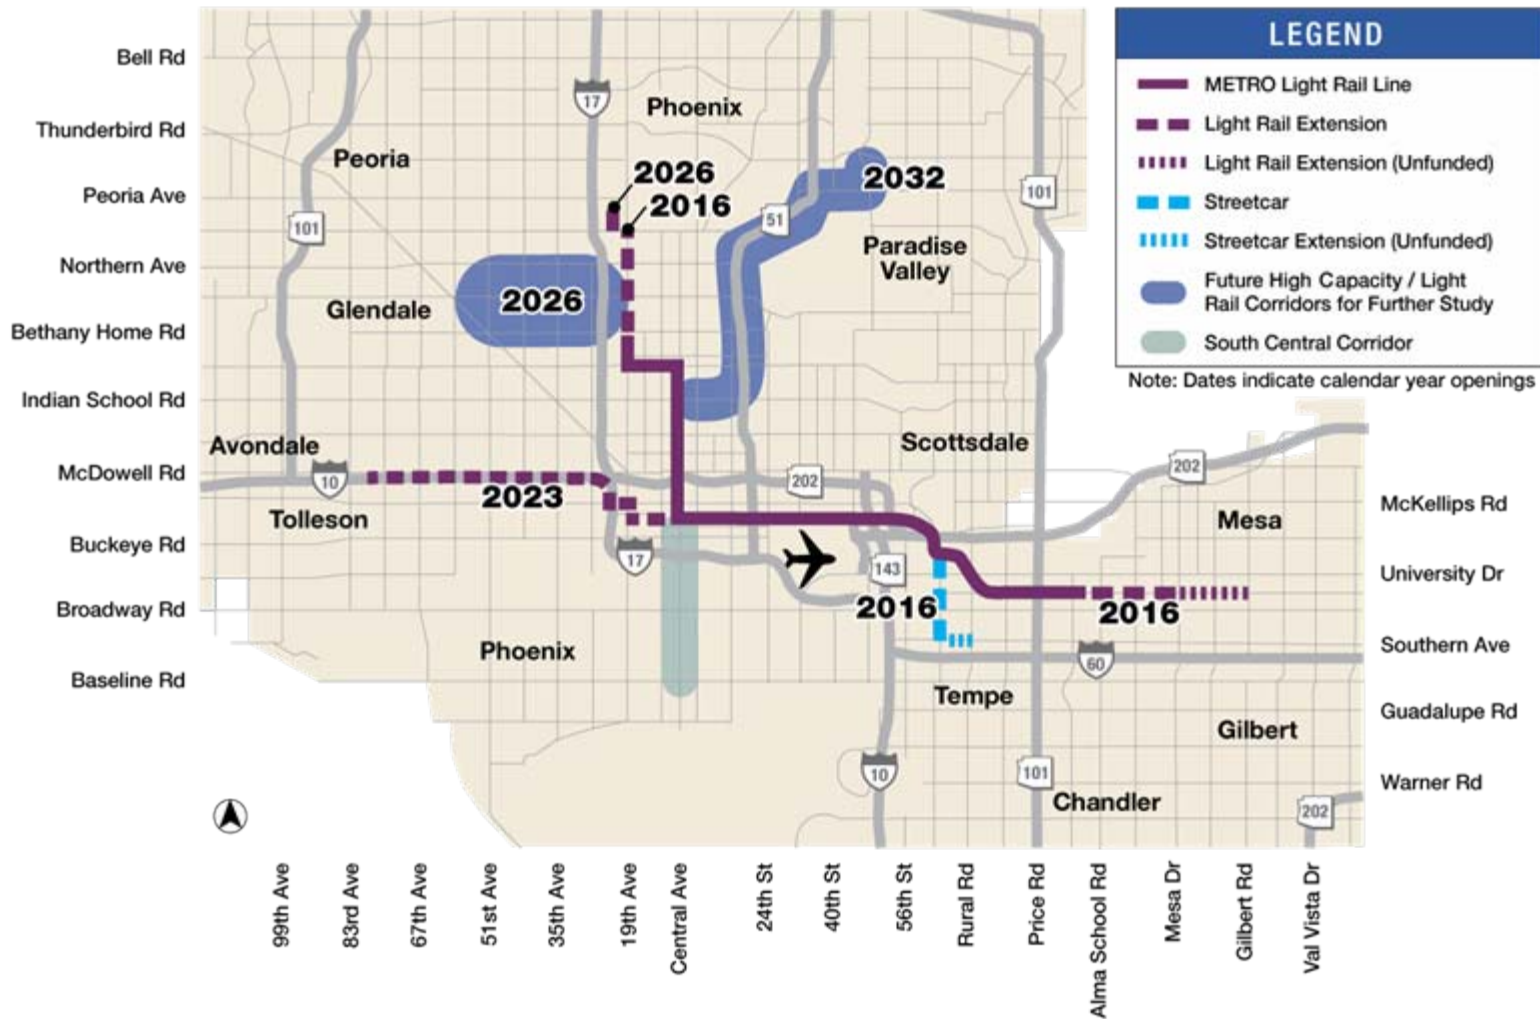 LEGEND
METRO Light Rail Line
Light Rail Extension
Light Rail Extension (Unfunded)
Streetcar
Streetcar Extension (Unfunded)
Future High Capacity / Light
Rail Corridors for Further Study
South Central Corridor
Note: Dates indicate calendar year openings
Bell Rd
Thunderbird Rd
Peoria Ave
Northern Ave
Bethany Home Rd
Indian School Rd
McDowell Rd
Buckeye Rd
Broadway Rd
Baseline Rd
17
Phoenix
Peoria
2026
2032
101
2016
51
101
Paradise
Valley
Glendale
2026
Avondale
Scottsdale
10
2023
202
202
Tolleson
Mesa
17
143
2016
2016
Phoenix
60
Tempe
Gilbert
10
101
Chandler
202
McKellips Rd
University Dr
Southern Ave
Guadalupe Rd
Warner Rd
99th Ave
83rd Ave
67th Ave
51st Ave
35th Ave
19th Ave
Central Ave
24th St
40th St
56th St
Rural Rd
Price Rd
Alma School Rd
Mesa Dr
Gilbert Rd
Val Vista Dr